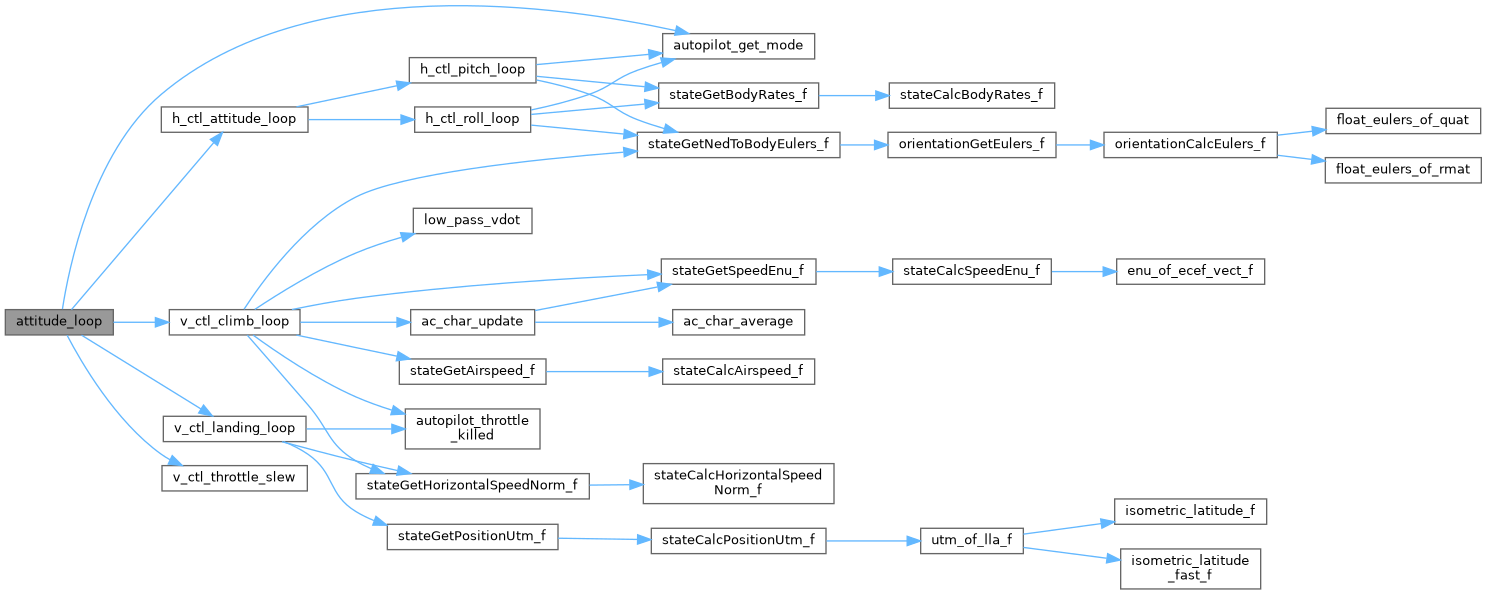 autopilot_get_mode
h_ctl_pitch_loop
stateGetBodyRates_f
stateCalcBodyRates_f
h_ctl_attitude_loop
h_ctl_roll_loop
float_eulers_of_quat
stateGetNedToBodyEulers_f
orientationGetEulers_f
orientationCalcEulers_f
float_eulers_of_rmat
low_pass_vdot
stateGetSpeedEnu_f
stateCalcSpeedEnu_f
enu_of_ecef_vect_f
attitude_loop
v_ctl_climb_loop
ac_char_update
ac_char_average
stateGetAirspeed_f
stateCalcAirspeed_f
v_ctl_landing_loop
autopilot_throttle
_killed
v_ctl_throttle_slew
stateGetHorizontalSpeedNorm_f
stateCalcHorizontalSpeed
Norm_f
stateGetPositionUtm_f
stateCalcPositionUtm_f
utm_of_lla_f
isometric_latitude_f
isometric_latitude
_fast_f